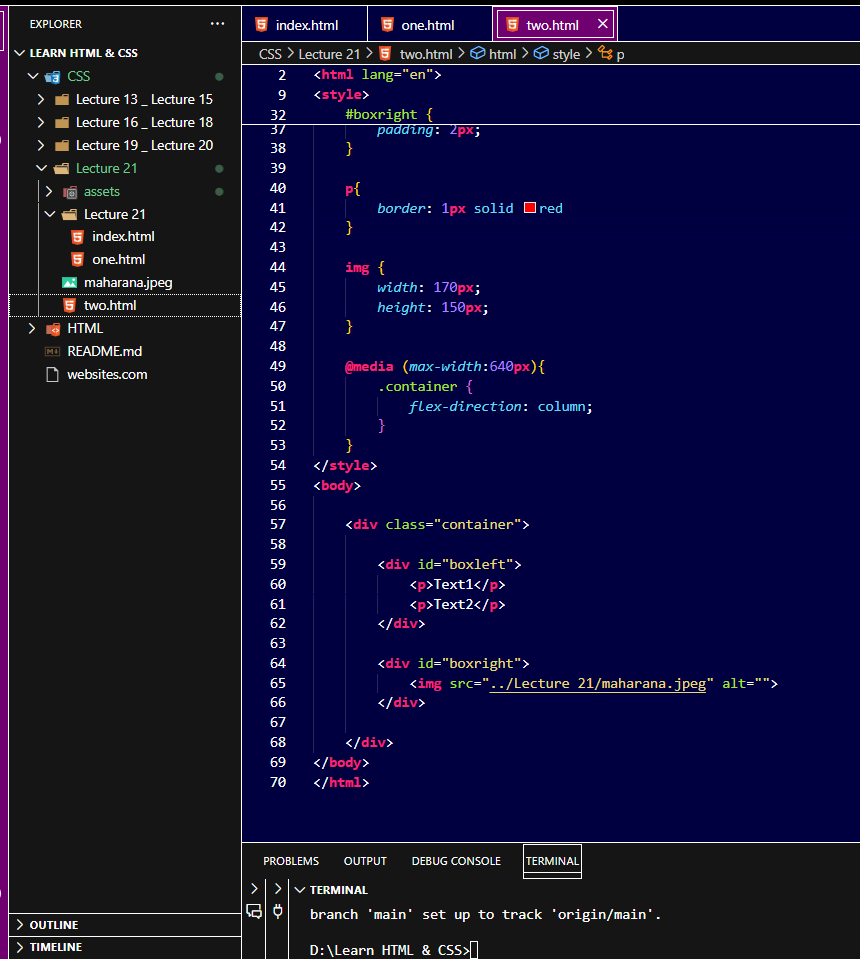 EXPLORER
LEARN HTML & CSS
CSS
Lecture 13 _ Lecture 15
Lecture 16 _ Lecture 18
Lecture 19 _ Lecture 20
Lecture 21
assets
Lecture 21
index.html
one.html
maharana.jpeg
two.html
HTML
README.md
websites.com
OUTLINE
TIMELINE
index.html one.html two.html
CSS > Lecture 21 > two.html > html > style > p
2 <html lang="en">
9 <style>
32 #boxright {
37 padding: 2px;
38 }
39
40 p{
41 border: 1px solid red
42 }
43
44 img {
45 width: 170px;
46 height: 150px;
47 }
48
49 @media (max-width:640px){
50 .container {
51 flex-direction: column;
52 }
53 }
54 </style>
55 <body>
56
57 <div class="container">
58
59 <div id="boxleft">
60 <p>Text1</p>
61 <p>Text2</p>
62 </div>
63
64 <div id="boxright">
65 <img src="../Lecture 21/maharana.jpeg" alt="">
66 </div>
67
68 </div>
69 </body>
70 </html>
PROBLEMS OUTPUT DEBUG CONSOLE TERMINAL
TERMINAL
branch 'main' set up to track 'origin/main'.
D:\Learn HTML & CSS>